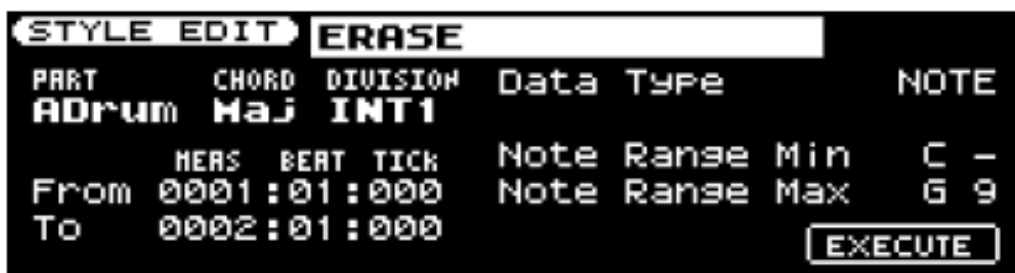 STYLE EDIT ERASE
PART CHORD DIVISION Data Type NOTE
ADrum Maj INT1
MEAS BEAT TICK Note Range Min C -
From 0001:01:000 Note Range Max G 9
To 0002:01:000
EXECUTE